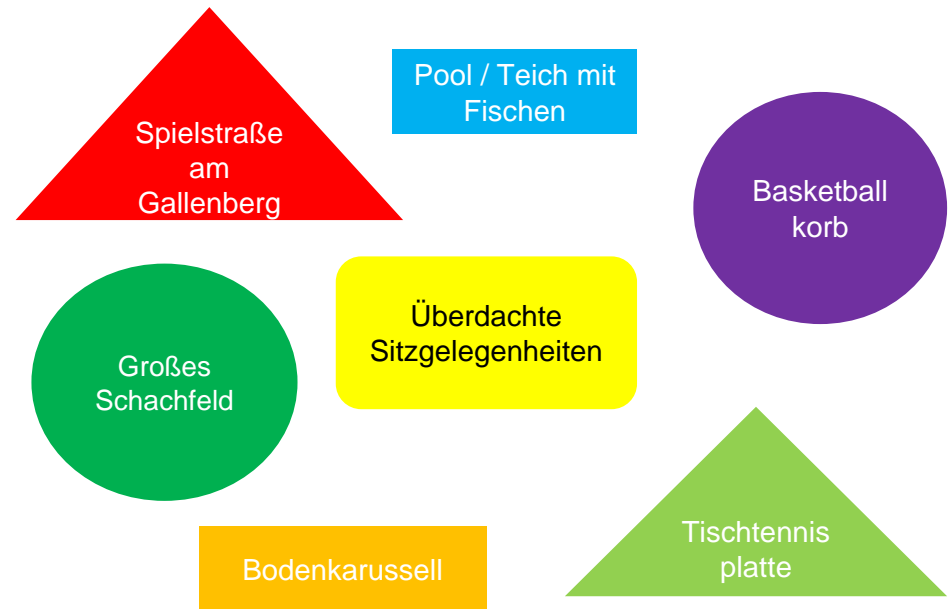 Spielstraße
am
Gallenberg
Pool / Teich mit
Fischen
Basketball
korb
Überdachte
Sitzgelegenheiten
Großes
Schachfeld
Tischtennis
platte
Bodenkarussell